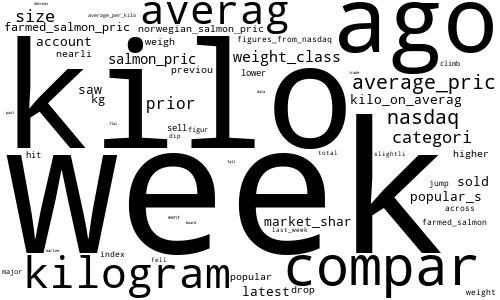 decreas
average_per_kilo
averag
ago
size
farmed_salmon_pric
norwegian_salmon_pric
account
weigh
figures_from_nasdaq
nearli
salmon_pric
weight_class
climb
kilo
previou
lower
average_pric
saw
kg
prior
data
trade
kilo_on_averag
past
flat
sell
figur
nasdaq
dip
categori
hit
week
total
slightli
higher
fall
jump
sold
popular_s
across
went
board
market_shar
farmed_salmon
last_week
earlier
index
fell
compar
major
kilogram
popular
latest
drop
weight